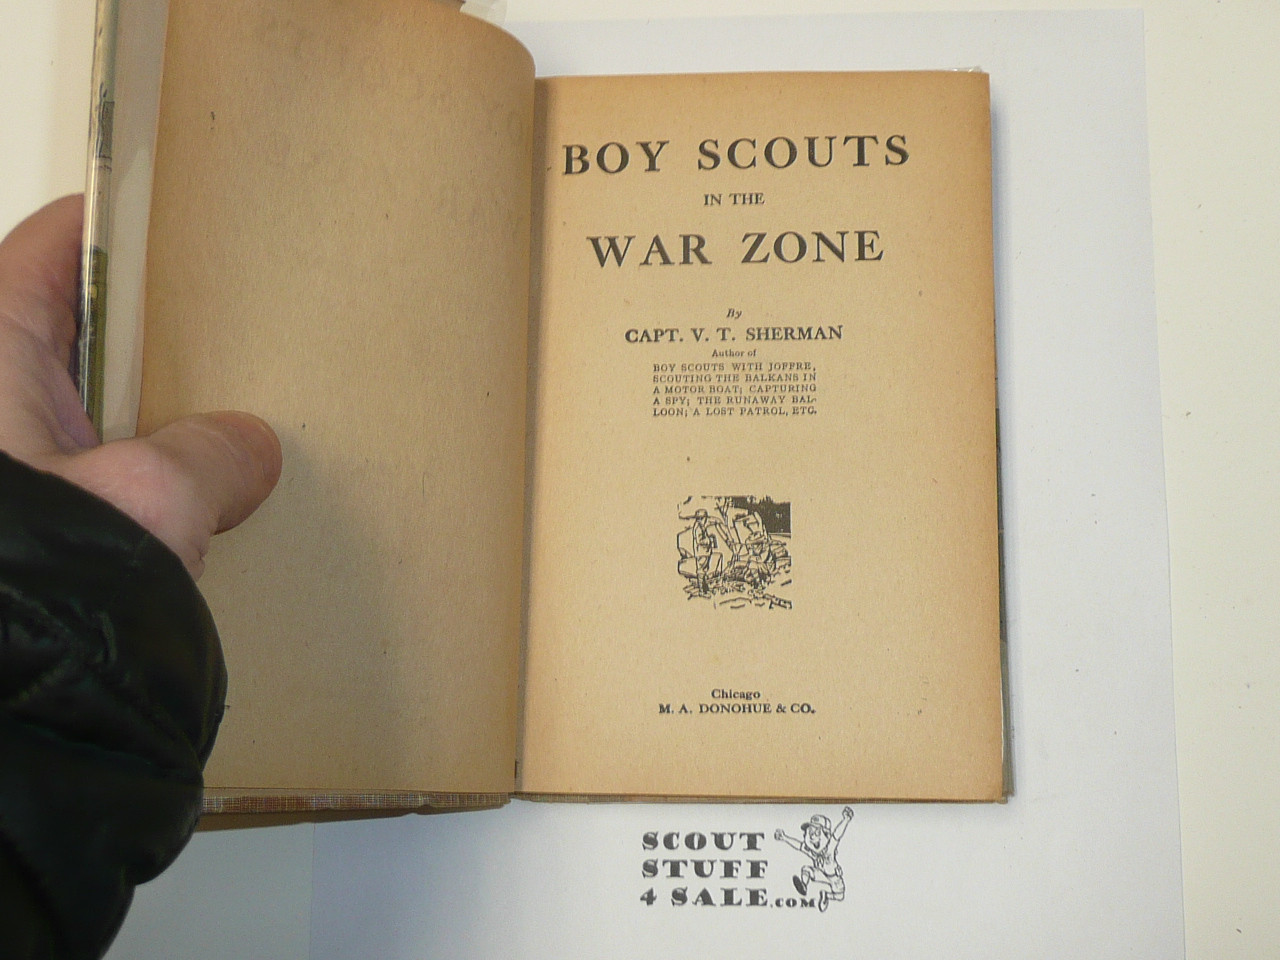 BOY SCOUTS
IN THE
WAR ZONE
By
CAPT. V. T. SHERMAN
Author of
BOY SCOUTS WITH JOFFRE,
SCOUTING THE BALKANS IN
A MOTOR BOAT; CAPTURING
A SPY; THE RUNAWAY BAL-
LOON; A LOST PATROL, ETC.
Chicago
M. A. DONOHUE & CO.
SCOUT
STUFF
4 SALE.COM